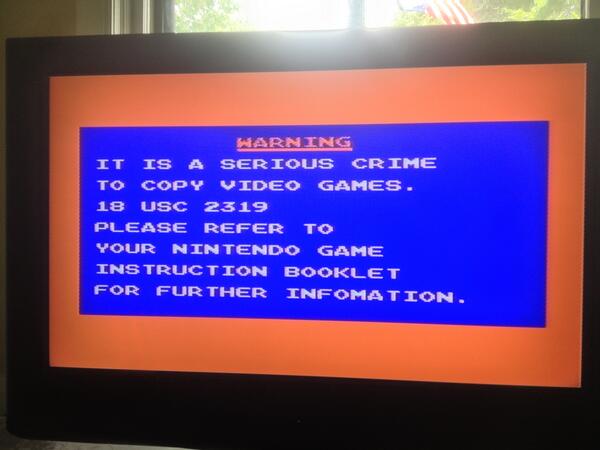 WARNING
IT IS A SERIOUS CRIME
TO COPY VIDEO GAMES.
18 USC 2319
PLEASE REFER TO
YOUR NINTENDO GAME
INSTRUCTION BOOKLET
FOR FURTHER INFOMATION.